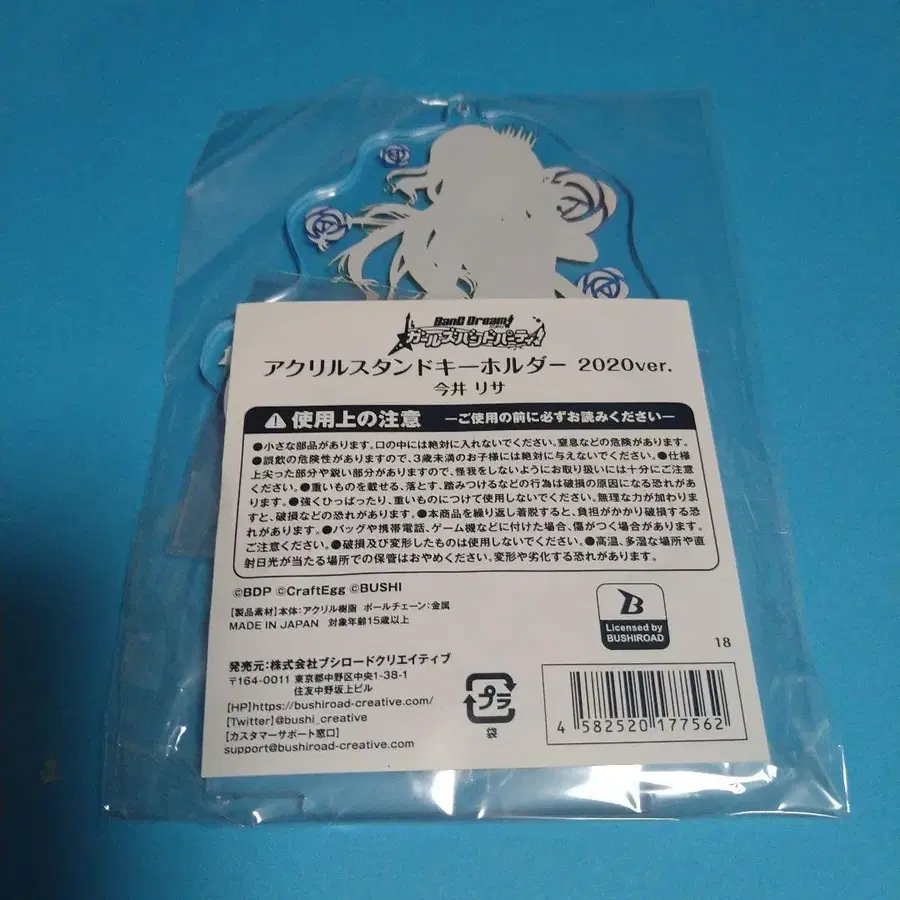 BanG Dream!
ガールズバンドパーティ!
アクリルスタンドキーホルダー 2020ver.
今井 リサ
使用上の注意 ―ご使用の前に必ずお読みください―
●小さな部品があります。口の中には絶対に入れないでください。窒息などの危険があります。
●誤飲の危険性がありますので、3歳未満のお子様には絶対に与えないでください。●仕様
上尖った部分や鋭い部分がありますので、怪我をしないようにお取り扱いには十分にご注意
ください。●重いものを載せる、落とす、踏みつけるなどの行為は破損の原因になる恐れがあ
ります。●強くひっぱったり、重いものにつけて使用しないでください。無理な力が加わりま
すと、破損などの恐れがあります。●本商品を繰り返し着脱すると、負担がかかり破損する恐
れがあります。●バッグや携帯電話、ゲーム機などに付けた場合、傷がつく場合があります。
ご注意ください。●破損及び変形したものは使用しないでください。●高温、多湿な場所や直
射日光が当たる場所での保管はおやめください。変形や劣化する恐れがあります。
©BDP ©CraftEgg ©BUSHI
【製品素材】本体:アクリル樹脂 ボールチェーン:金属
MADE IN JAPAN 対象年齢15歳以上
B
Licensed by
BUSHIROAD
18
発売元:株式会社ブシロードクリエイティブ
〒164-0011 東京都中野区中央1-38-1
住友中野坂上ビル
[HP]https://bushiroad-creative.com/
【Twitter】@bushi_creative
【カスタマーサポート窓口】
support@bushiroad-creative.com
プラ
袋
4 582520 177562